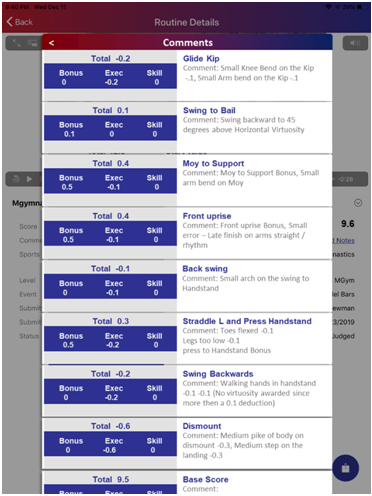 9:40 PM Wed Dec 11
Back
Routine Details
<
Comments
Total -0.2
Bonus Exec Skill
0 -0.2 0
Glide Kip
Comment: Small Knee Bend on the Kip
-.1, Small Arm bend on the Kip -.1
Total 0.1
Bonus Exec Skill
0.1 0 0
Swing to Bail
Comment: Swing backward to 45
degrees above Horizontal Virtuosity
Total 0.4
Bonus Exec Skill
0.5 -0.1 0
Moy to Support
Comment: Moy to Support Bonus, Small
arm bend on Moy
-0:28
Mgymna
Total 0.4
Bonus Exec Skill
0.5 -0.1 0
Front uprise
Comment: Front uprise Bonus, Small
error – Late finish on arms straight /
rhythm
Score
9.6
Comme
Notes
Sports
nastics
Total -0.1
Bonus Exec Skill
0 -0.1 0
Back swing
Comment: Small arch on the swing to
Handstand
Level
MGym
Event
lel Bars
Submit
ewman
Submit
3/2019
Status
Judged
Total 0.3
Bonus Exec Skill
0.5 -0.2 0
Straddle L and Press Handstand
Comment: Toes flexed -0.1
Legs too low -0.1
press to Handstand Bonus
Total -0.2
Bonus Exec Skill
0 -0.2 0
Swing Backwards
Comment: Walking hands in handstand
-0.1 -0.1 (No virtuosity awarded since
more then a 0.1 deduction)
Total -0.6
Bonus Exec Skill
0 -0.6 0
Dismount
Comment: Medium pike of body on
dismount -0.3, Medium step on the
landing -0.3
Total 9.5
Bonus Exec Skill
Base Score
Comment: